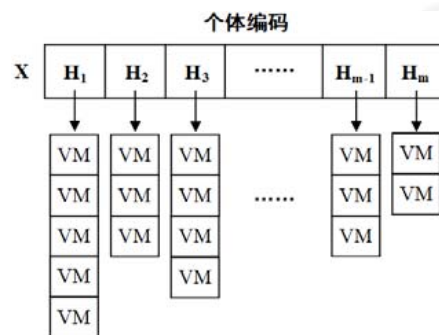 个体编码
X H₁ H₂ H₃ …… Hₘ₋₁ Hₘ
VM VM VM VM VM
VM VM VM VM VM
VM VM VM …… VM
VM VM
VM